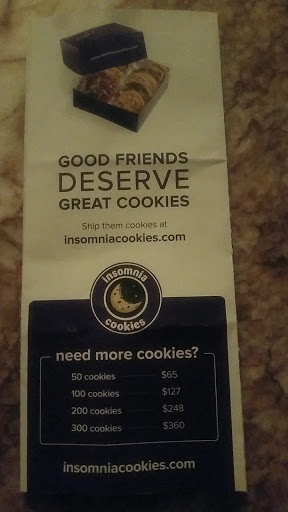 GOOD FRIENDS
DESERVE
GREAT COOKIES
Ship them cookies at
insomniacookies.com
insomnia
cookies
need more cookies?
50 cookies $65
100 cookies $127
200 cookies $248
300 cookies $360
insomniacookies.com